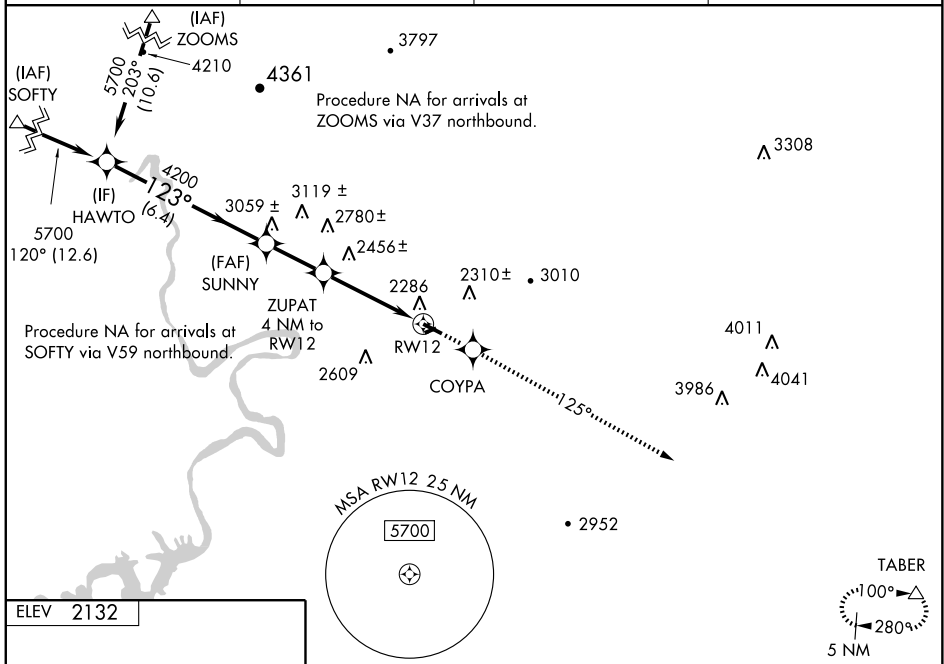 (IAF)
ZOOMS
4210
5700
203°
(10.6)
3797
4361
(IAF)
SOFTY
Procedure NA for arrivals at
ZOOMS via V37 northbound.
3308
(IF)
HAWTO
4200
123°
(6.4)
5700
120° (12.6)
3059 ±
3119 ±
2780±
2456±
(FAF)
SUNNY
2286
2310±
3010
ZUPAT
4 NM to
RW12
Procedure NA for arrivals at
SOFTY via V59 northbound.
RW12
2609
COYPA
4011
4041
3986
125°
MSA RW12 25 NM
5700
2952
TABER
100°
280°
5 NM
ELEV 2132